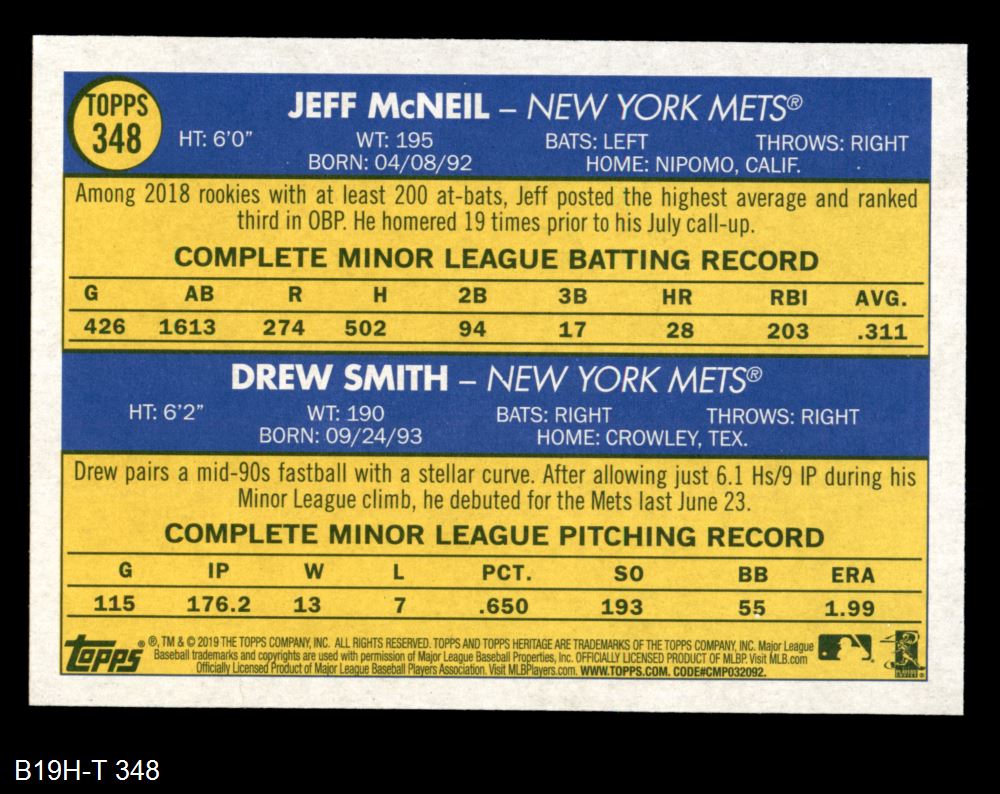 TOPPS
348
JEFF McNEIL – NEW YORK METS®
HT: 6'0" WT: 195 BATS: LEFT THROWS: RIGHT
BORN: 04/08/92 HOME: NIPOMO, CALIF.
Among 2018 rookies with at least 200 at-bats, Jeff posted the highest average and ranked
third in OBP. He homered 19 times prior to his July call-up.
COMPLETE MINOR LEAGUE BATTING RECORD
G AB R H 2B 3B HR RBI AVG.
426 1613 274 502 94 17 28 203 .311
DREW SMITH – NEW YORK METS®
HT: 6'2" WT: 190 BATS: RIGHT THROWS: RIGHT
BORN: 09/24/93 HOME: CROWLEY, TEX.
Drew pairs a mid-90s fastball with a stellar curve. After allowing just 6.1 Hs/9 IP during his
Minor League climb, he debuted for the Mets last June 23.
COMPLETE MINOR LEAGUE PITCHING RECORD
G IP W L PCT. SO BB ERA
115 176.2 13 7 .650 193 55 1.99
topps® ®, TM & © 2019 THE TOPPS COMPANY, INC. ALL RIGHTS RESERVED. TOPPS AND TOPPS HERITAGE ARE TRADEMARKS OF THE TOPPS COMPANY, INC. Major League
Baseball trademarks and copyrights are used with permission of Major League Baseball Properties, Inc. OFFICIALLY LICENSED PRODUCT OF MLBP. Visit MLB.com
Officially Licensed Product of Major League Baseball Players Association. Visit MLBPlayers.com. WWW.TOPPS.COM. CODE#CMP032092.
B19H-T 348